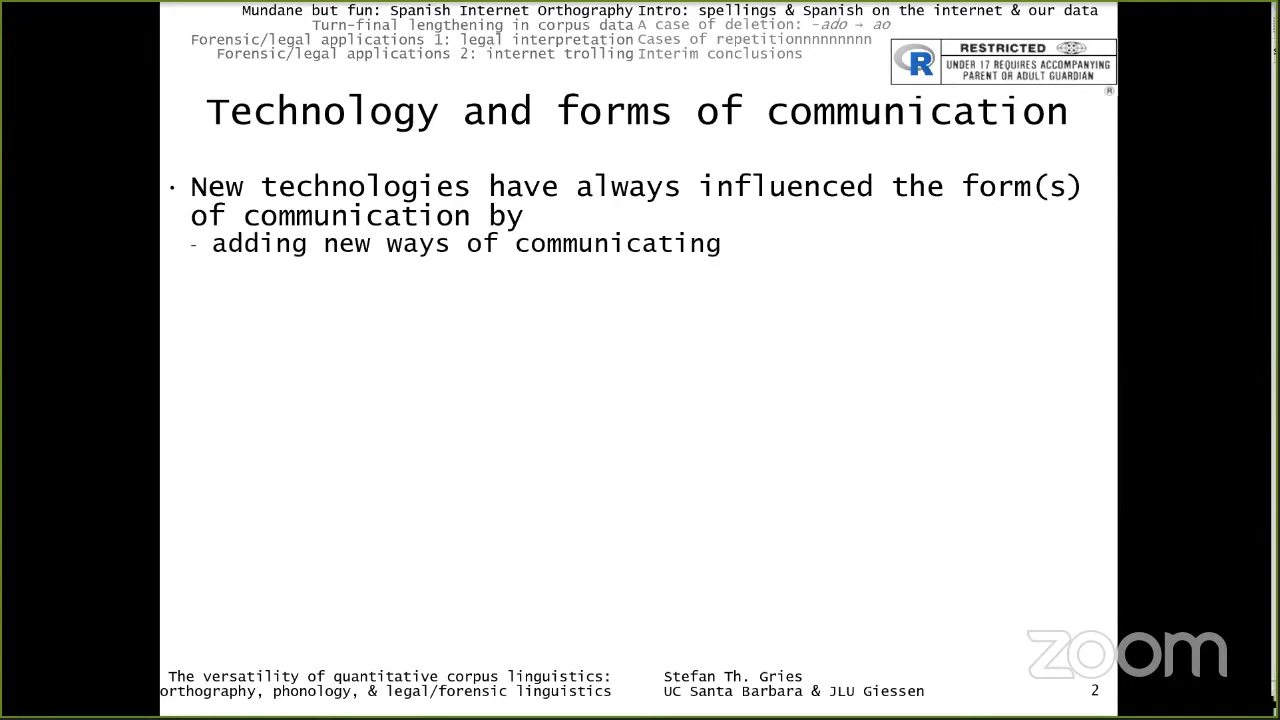 Mundane but fun: Spanish Internet Orthography Intro: spellings & Spanish on the internet & our data
Turn-final lengthening in corpus data A case of deletion: -ado → ao
Forensic/legal applications 1: legal interpretation Cases of repetitionnnnnnnnn
Forensic/legal applications 2: internet trolling Interim conclusions
R
RESTRICTED
UNDER 17 REQUIRES ACCOMPANYING
PARENT OR ADULT GUARDIAN
®
Technology and forms of communication
· New technologies have always influenced the form(s)
of communication by
- adding new ways of communicating
zoom
The versatility of quantitative corpus linguistics: Stefan Th. Gries
orthography, phonology, & legal/forensic linguistics UC Santa Barbara & JLU Giessen 2